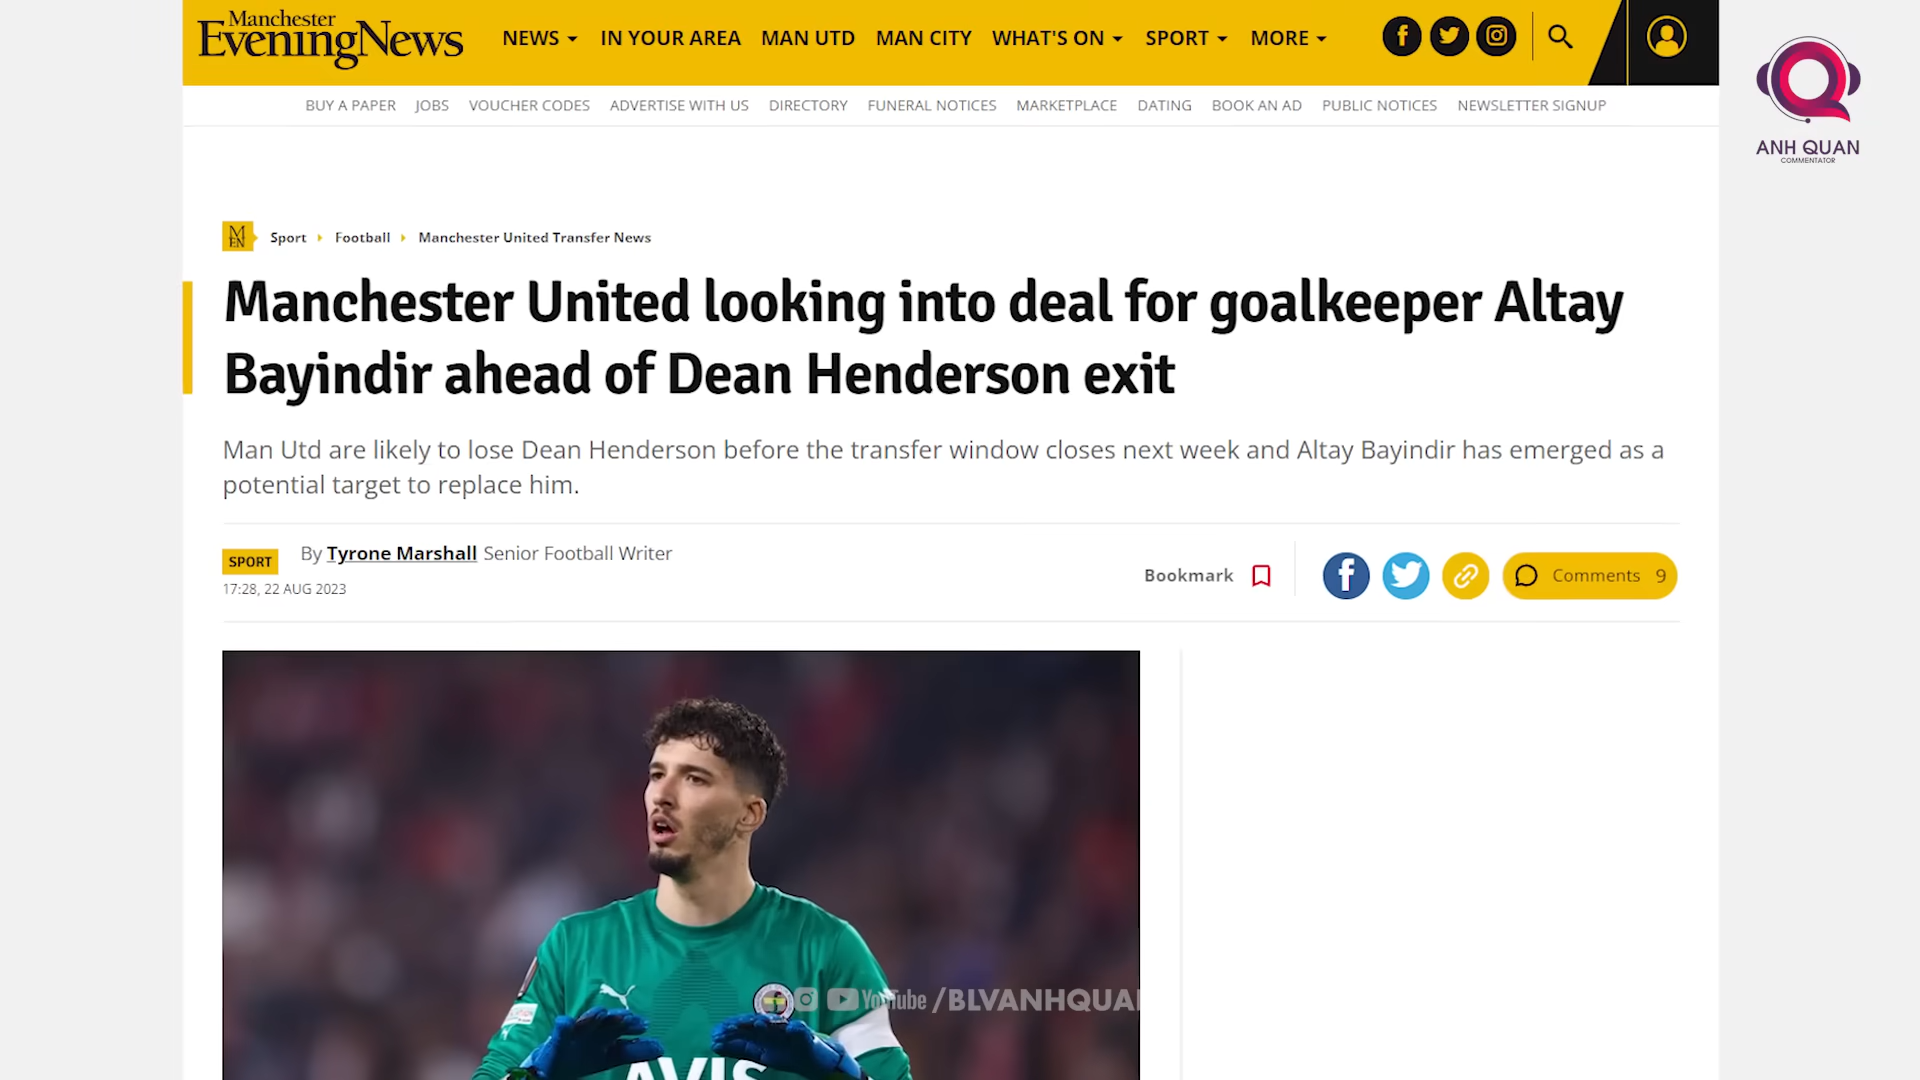 Manchester
EveningNews
NEWS IN YOUR AREA MAN UTD MAN CITY WHAT'S ON SPORT MORE
BUY A PAPER JOBS VOUCHER CODES ADVERTISE WITH US DIRECTORY FUNERAL NOTICES MARKETPLACE DATING BOOK AN AD PUBLIC NOTICES NEWSLETTER SIGNUP
ANH QUAN
COMMENTATOR
M
EN
Sport Football Manchester United Transfer News
Manchester United looking into deal for goalkeeper Altay
Bayindir ahead of Dean Henderson exit
Man Utd are likely to lose Dean Henderson before the transfer window closes next week and Altay Bayindir has emerged as a
potential target to replace him.
SPORT By Tyrone Marshall Senior Football Writer
17:28, 22 AUG 2023
Bookmark
Comments 9
YouTube /BLVANHQUA
AVIS